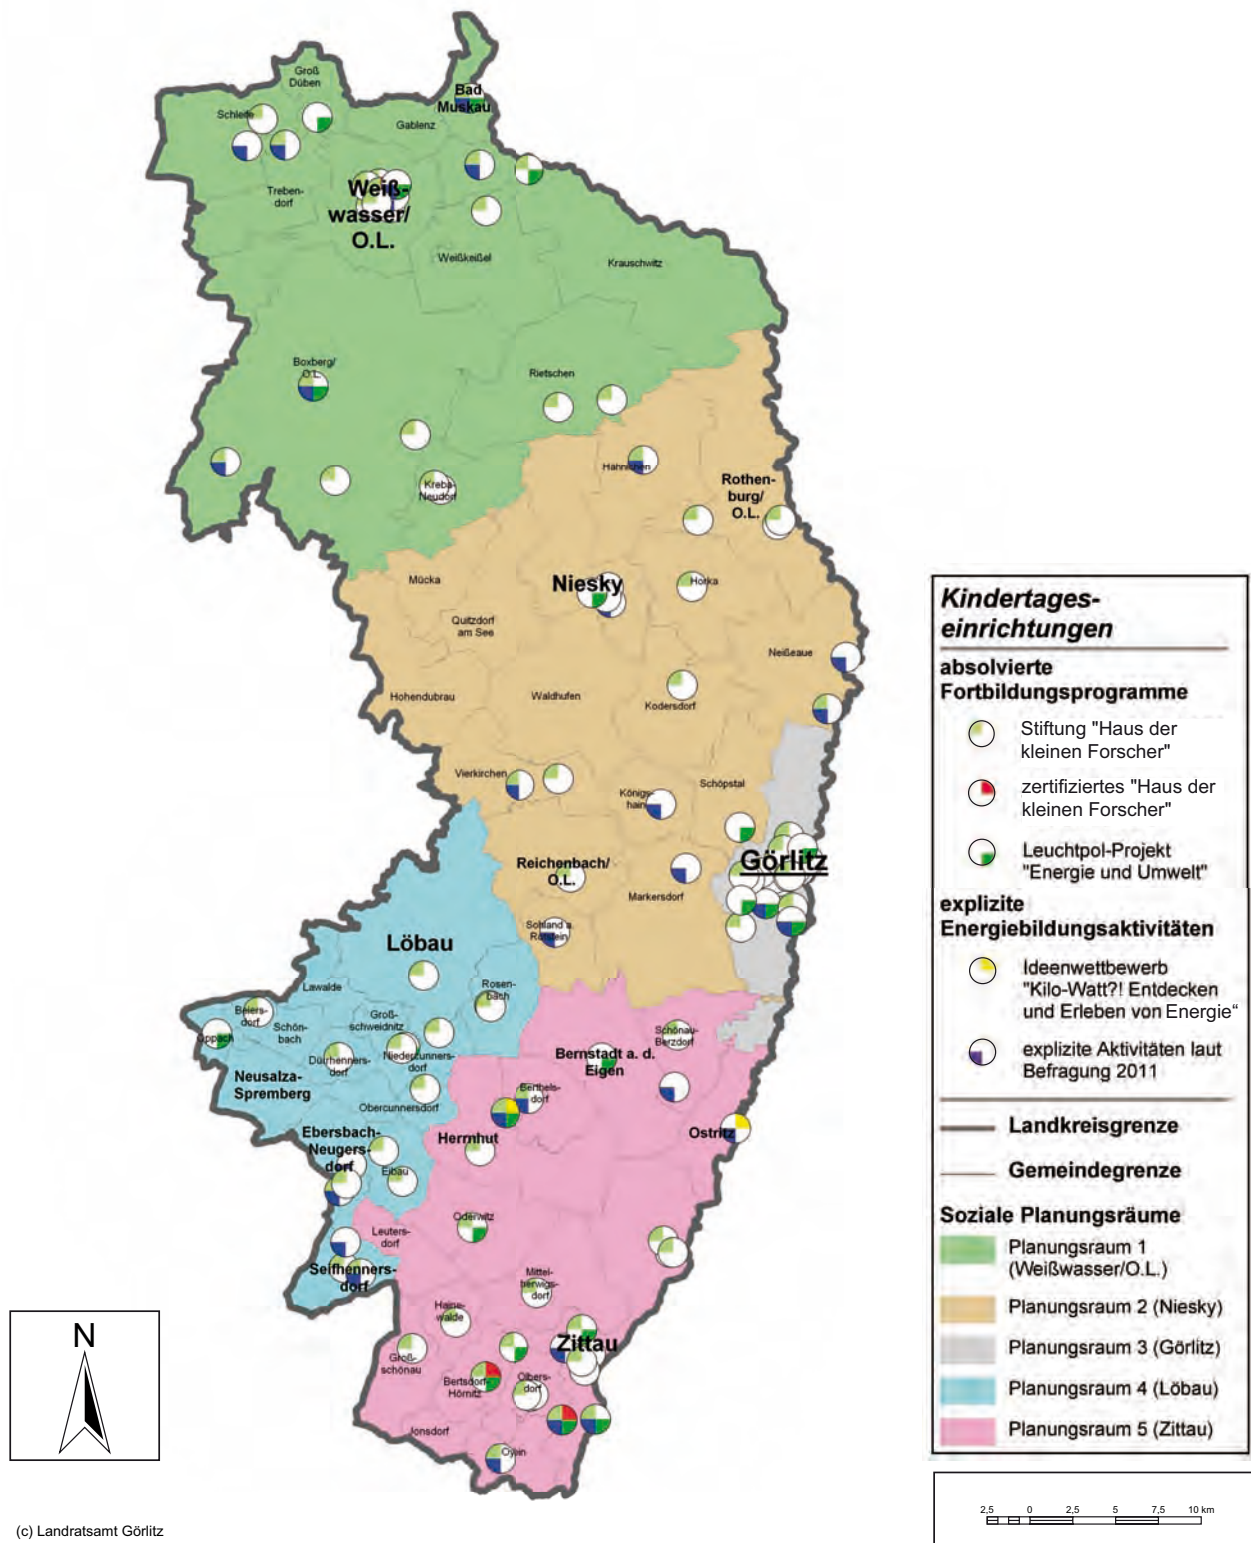 Groß
Düben
Bad
Muskau
Schleife
Gablenz
Treben-
dorf
Weiß-
wasser/
O.L.
Weißkeißel
Krauschwitz
Boxberg/
O.L.
Rietschen
Kreba-
Neudorf
Hähnichen
Rothen-
burg/
O.L.
Mücka
Niesky
Horka
Quitzdorf
am See
Neißeaue
Hohendubrau
Waldhufen
Kodersdorf
Vierkirchen
Königs-
hain
Schöpstal
Reichenbach/
O.L.
Görlitz
Markersdorf
Sohland a.
Rotstein
Löbau
Lawalde
Rosen-
bach
Beiers-
dorf
Oppach
Schön-
bach
Groß-
schweidnitz
Dürrhenners-
dorf
Niedercunners-
dorf
Schönau-
Berzdorf
Bernstadt a. d.
Eigen
Neusalza-
Spremberg
Obercunnersdorf
Berthels-
dorf
Ebersbach-
Neugers-
dorf
Herrnhut
Ostritz
Eibau
Oderwitz
Leuters-
dorf
Seifhenners-
dorf
Mittel-
herwigs-
dorf
Haine-
walde
Zittau
Groß-
schönau
Bertsdorf-
Hörnitz
Olbers-
dorf
Jonsdorf
Oybin
Kindertages-
einrichtungen
absolvierte
Fortbildungsprogramme
Stiftung "Haus der
kleinen Forscher"
zertifiziertes "Haus der
kleinen Forscher"
Leuchtpol-Projekt
"Energie und Umwelt"
explizite
Energiebildungsaktivitäten
Ideenwettbewerb
"Kilo-Watt?! Entdecken
und Erleben von Energie“
explizite Aktivitäten laut
Befragung 2011
Landkreisgrenze
Gemeindegrenze
Soziale Planungsräume
Planungsraum 1
(Weißwasser/O.L.)
Planungsraum 2 (Niesky)
Planungsraum 3 (Görlitz)
Planungsraum 4 (Löbau)
Planungsraum 5 (Zittau)
N
2,5 0 2,5 5 7,5 10 km
(c) Landratsamt Görlitz